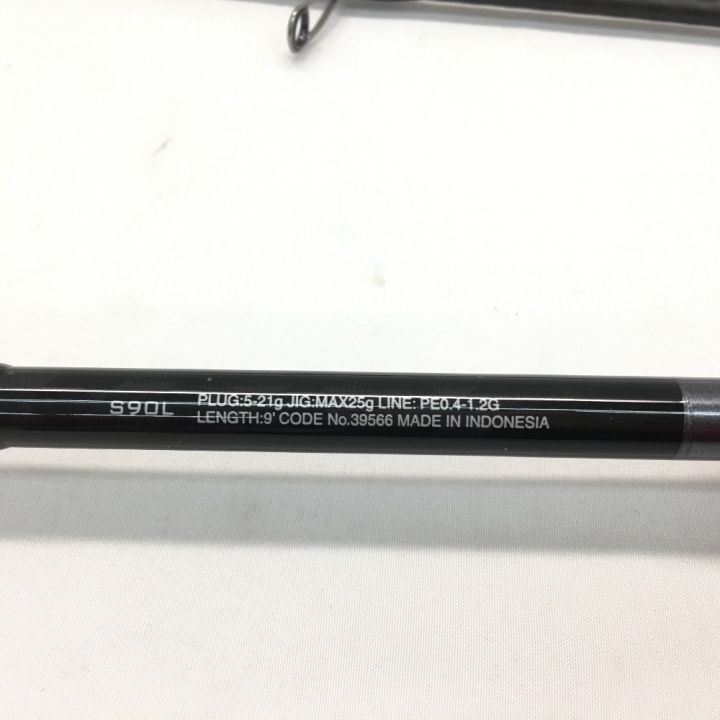 S90L
PLUG:5-21g JIG:MAX25g LINE: PE0.4-1.2G
LENGTH:9' CODE No.39566 MADE IN INDONESIA